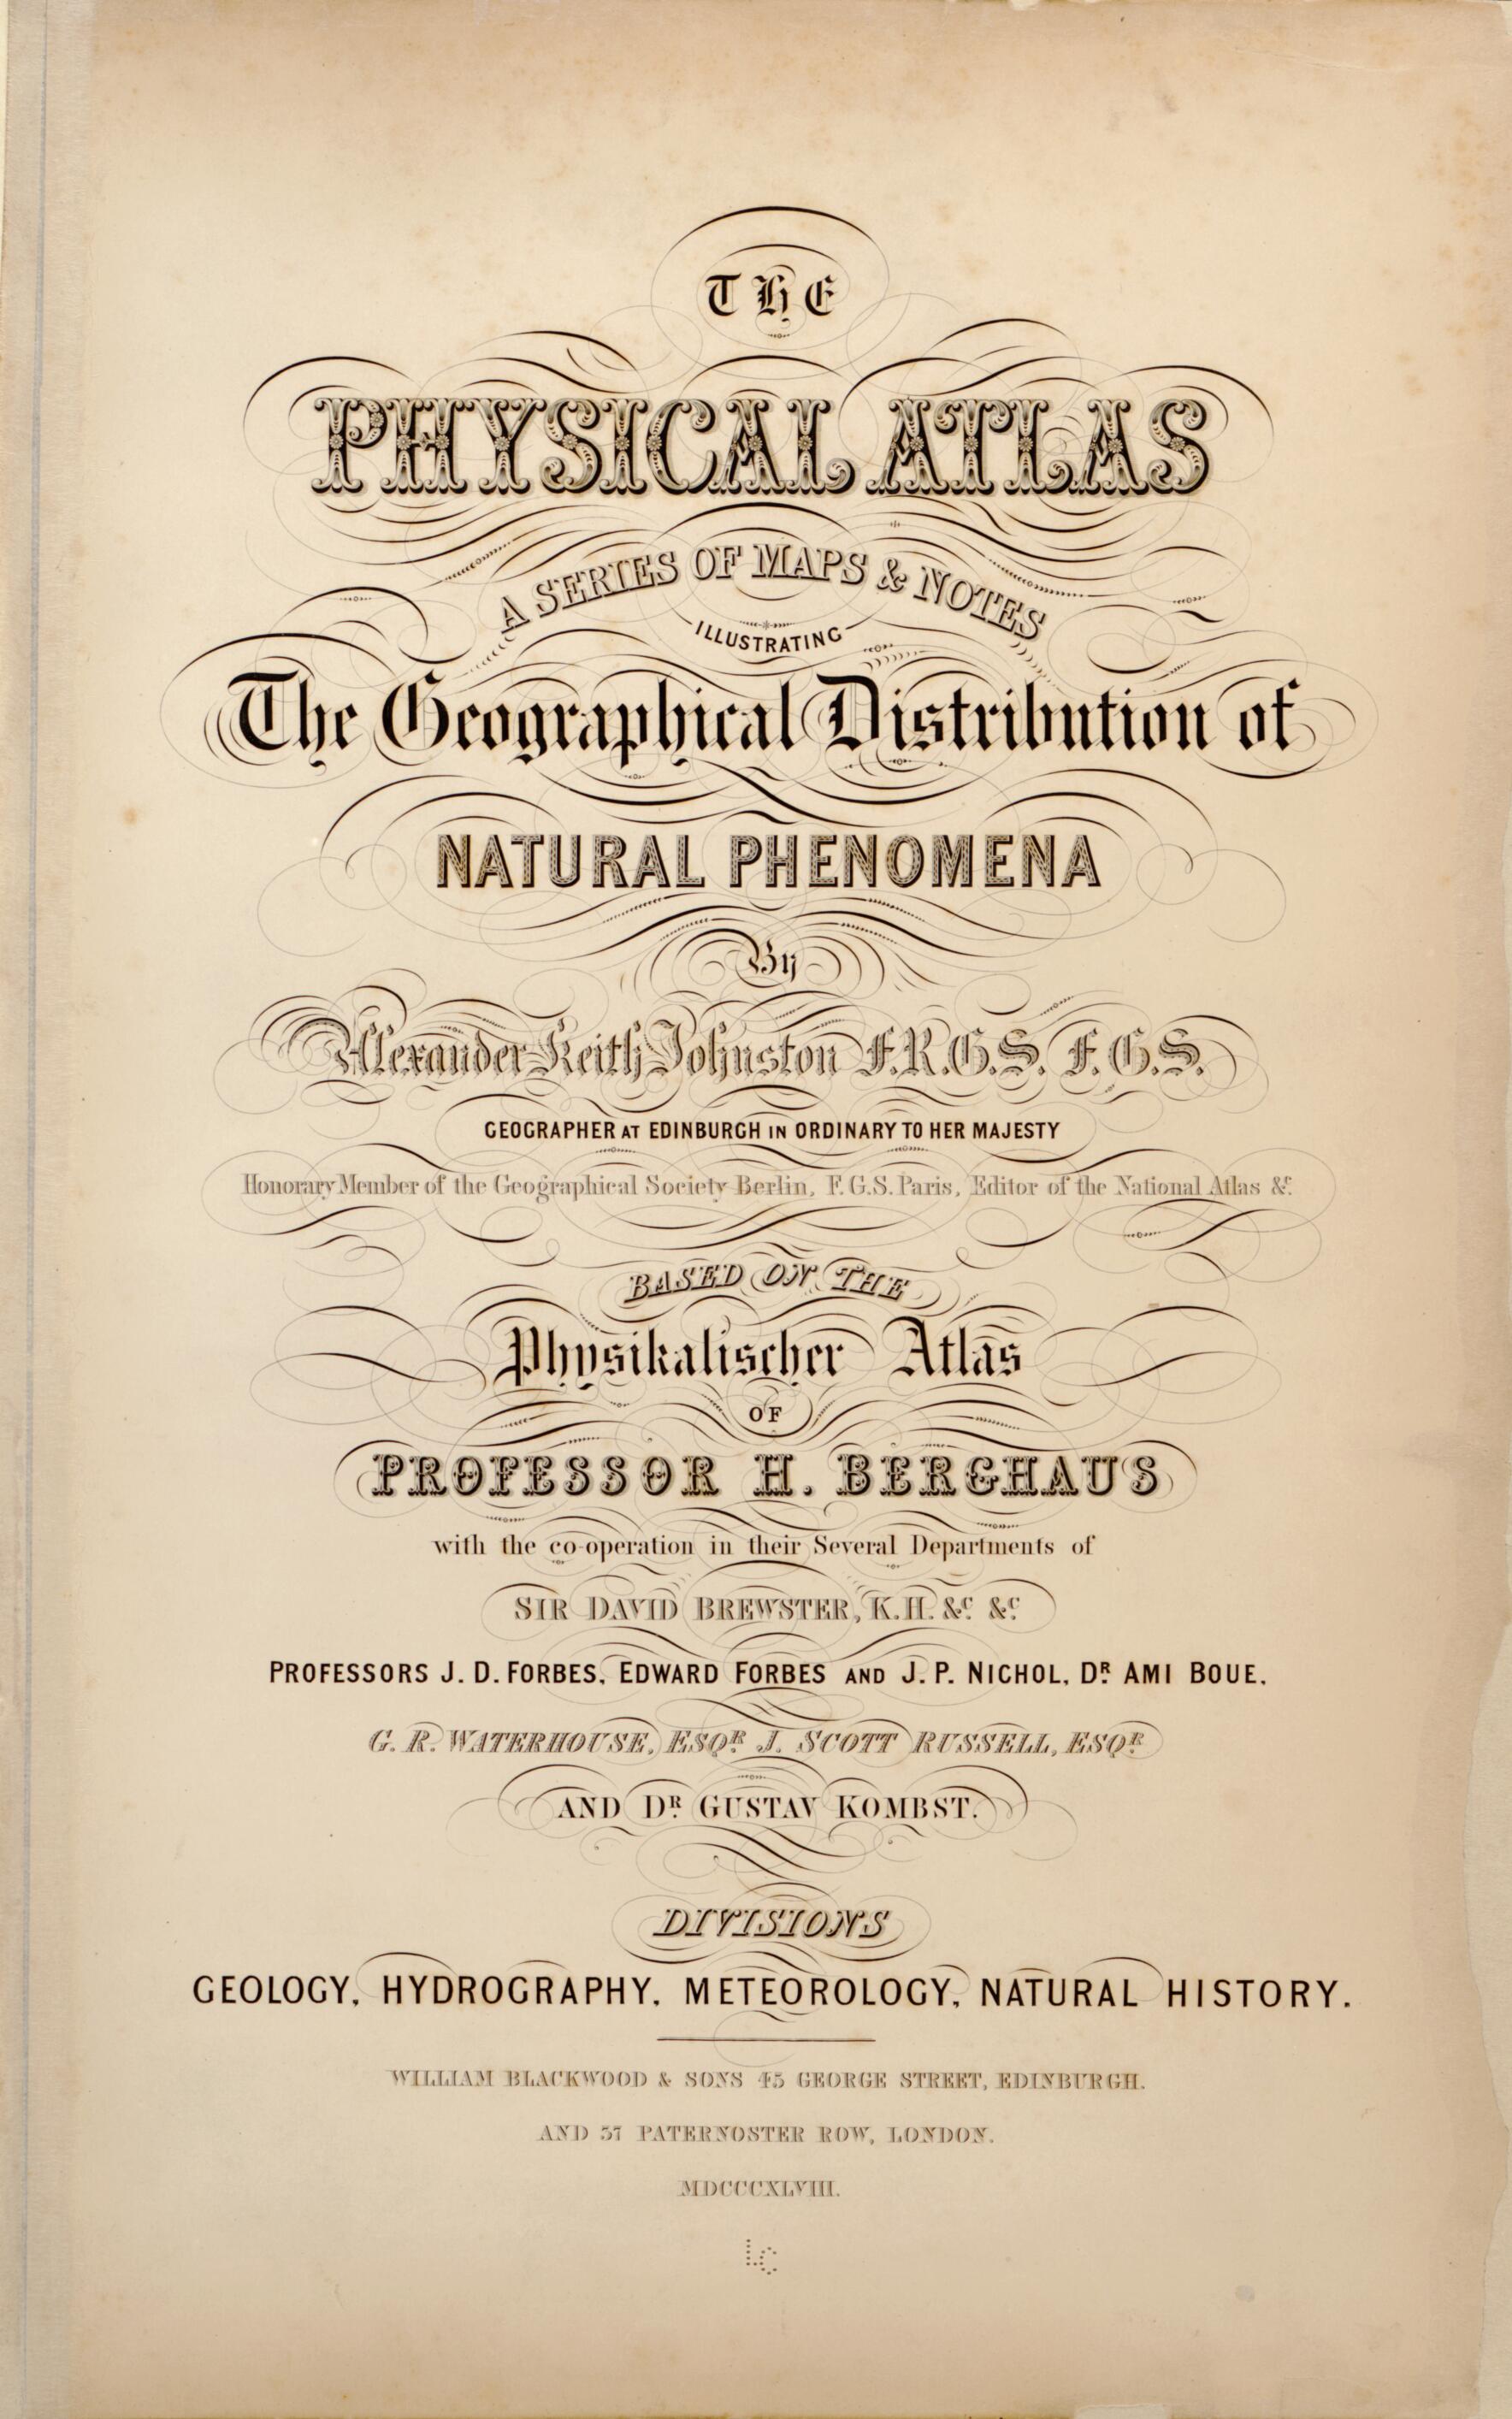 THE
PHYSICAL ATLAS
A SERIES OF MAPS & NOTES
ILLUSTRATING
The Geographical Distribution of
NATURAL PHENOMENA
By
Alexander Keith Johnston F.R.G.S. F.G.S.
GEOGRAPHER AT EDINBURGH IN ORDINARY TO HER MAJESTY
Honorary Member of the Geographical Society Berlin, F.G.S. Paris, Editor of the National Atlas &c.
BASED ON THE
Physikalischer Atlas
OF
PROFESSOR H. BERGHAUS
with the co-operation in their Several Departments of
SIR DAVID BREWSTER, K.H. &c. &c.
PROFESSORS J. D. FORBES, EDWARD FORBES AND J. P. NICHOL, DR. AMI BOUE,
G. R. WATERHOUSE, ESQR. J. SCOTT RUSSELL, ESQR.
AND DR. GUSTAV KOMBST.
DIVISIONS
GEOLOGY, HYDROGRAPHY, METEOROLOGY, NATURAL HISTORY.
WILLIAM BLACKWOOD & SONS 45 GEORGE STREET, EDINBURGH.
AND 37 PATERNOSTER ROW, LONDON.
MDCCCXLVIII.
LC